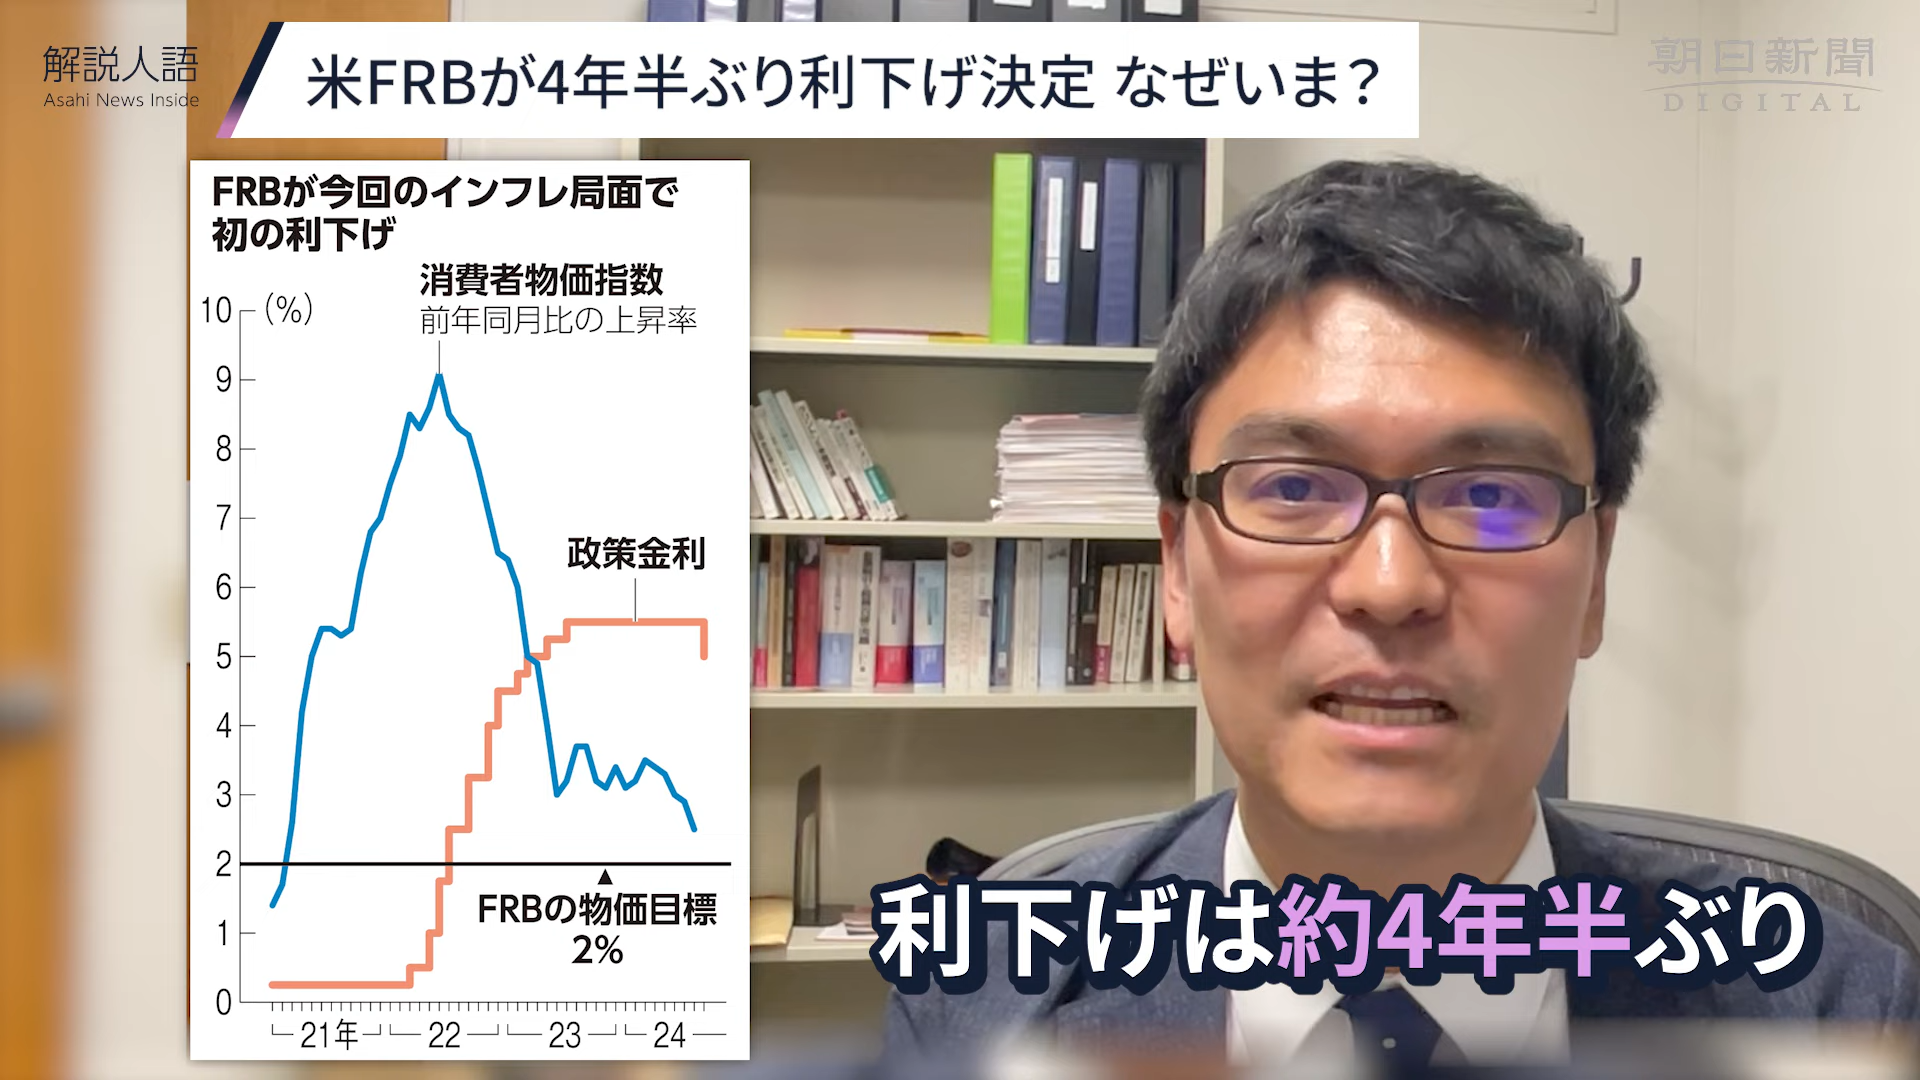 解説人語
Asahi News Inside
米FRBが4年半ぶり利下げ決定 なぜいま?
朝日新聞
DIGITAL
FRBが今回のインフレ局面で
初の利下げ
消費者物価指数
前年同月比の上昇率
10 (%)
9
8
7
政策金利
6
5
4
3
2
FRBの物価目標
2%
1
0
21年 22 23 24
利下げは約4年半ぶり